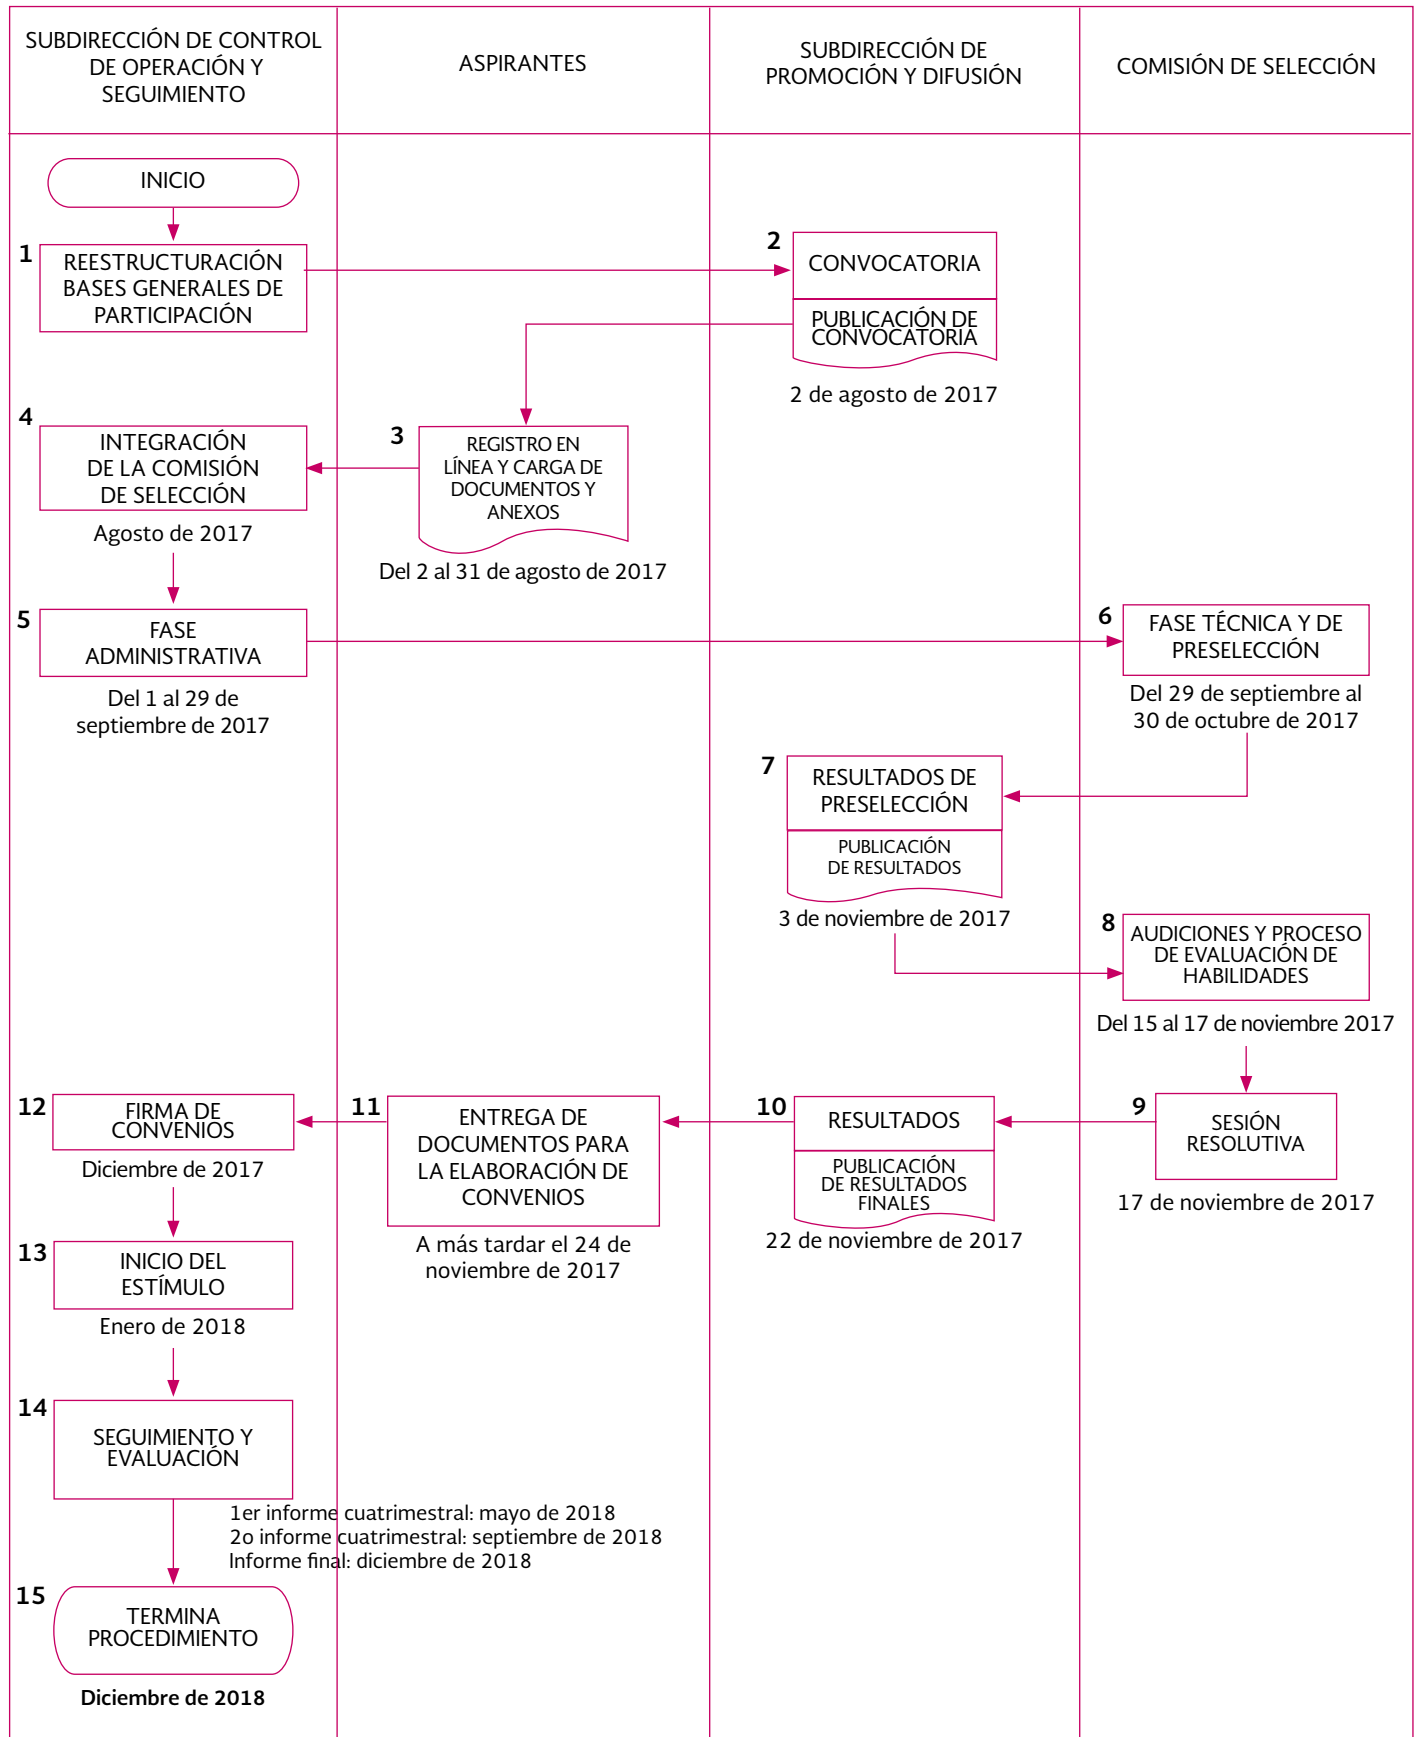 SUBDIRECCIÓN DE CONTROL
DE OPERACIÓN Y
SEGUIMIENTO
ASPIRANTES
SUBDIRECCIÓN DE
PROMOCIÓN Y DIFUSIÓN
COMISIÓN DE SELECCIÓN
INICIO
1
REESTRUCTURACIÓN
BASES GENERALES DE
PARTICIPACIÓN
2
CONVOCATORIA
PUBLICACIÓN DE
CONVOCATORIA
2 de agosto de 2017
3
REGISTRO EN
LÍNEA Y CARGA DE
DOCUMENTOS Y
ANEXOS
Del 2 al 31 de agosto de 2017
4
INTEGRACIÓN
DE LA COMISIÓN
DE SELECCIÓN
Agosto de 2017
5
FASE
ADMINISTRATIVA
Del 1 al 29 de
septiembre de 2017
6
FASE TÉCNICA Y DE
PRESELECCIÓN
Del 29 de septiembre al
30 de octubre de 2017
7
RESULTADOS DE
PRESELECCIÓN
PUBLICACIÓN
DE RESULTADOS
3 de noviembre de 2017
8
AUDICIONES Y PROCESO
DE EVALUACIÓN DE
HABILIDADES
Del 15 al 17 de noviembre 2017
9
SESIÓN
RESOLUTIVA
17 de noviembre de 2017
10
RESULTADOS
PUBLICACIÓN
DE RESULTADOS
FINALES
22 de noviembre de 2017
11
ENTREGA DE
DOCUMENTOS PARA
LA ELABORACIÓN DE
CONVENIOS
A más tardar el 24 de
noviembre de 2017
12
FIRMA DE
CONVENIOS
Diciembre de 2017
13
INICIO DEL
ESTÍMULO
Enero de 2018
14
SEGUIMIENTO Y
EVALUACIÓN
1er informe cuatrimestral: mayo de 2018
2o informe cuatrimestral: septiembre de 2018
Informe final: diciembre de 2018
15
TERMINA
PROCEDIMIENTO
Diciembre de 2018